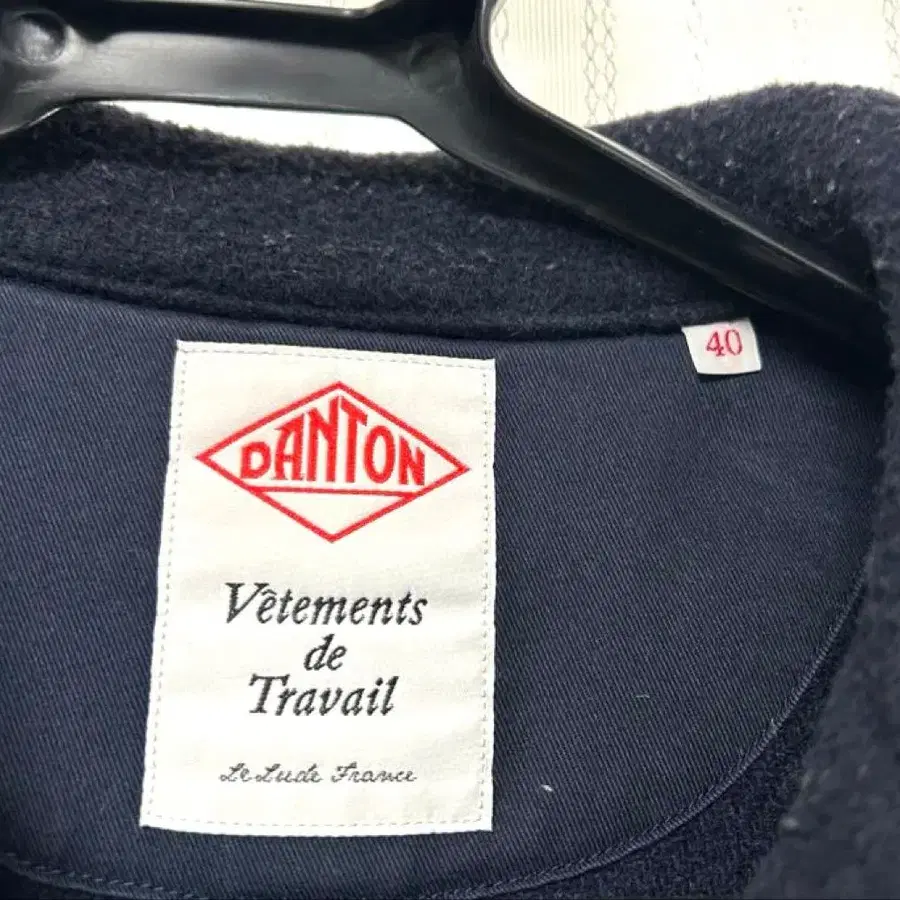 40
DANTON
Vêtements
de
Travail
Le Lude France